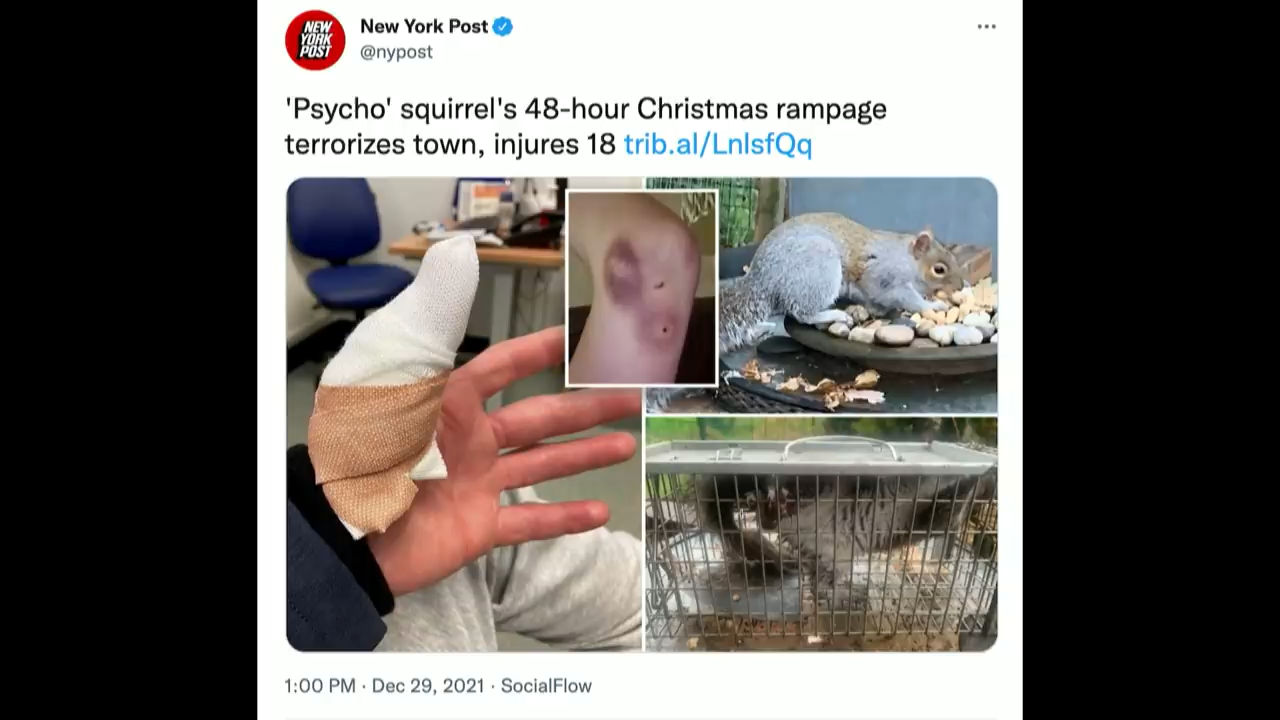 NEW
YORK
POST
New York Post
@nypost
'Psycho' squirrel's 48-hour Christmas rampage
terrorizes town, injures 18 trib.al/LnlsfQq
1:00 PM · Dec 29, 2021 · SocialFlow